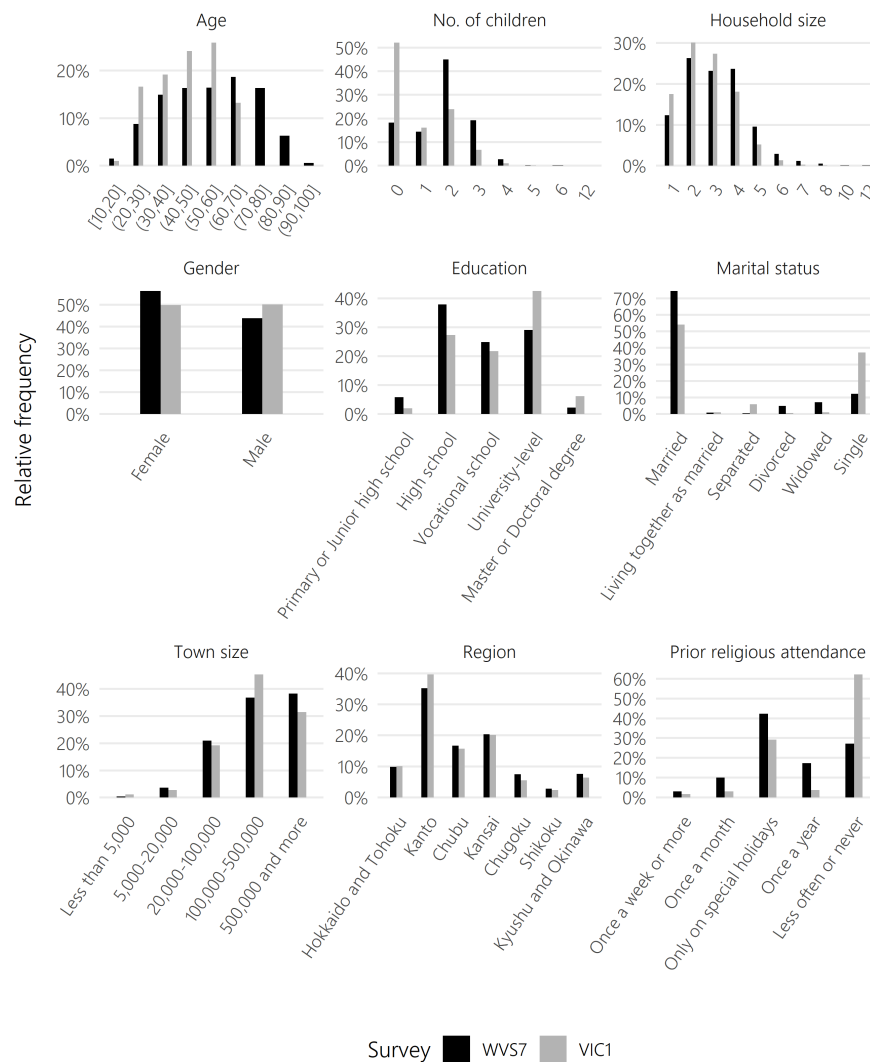 Age
No. of children
Household size
20%
10%
0%
[10,20]
(20,30]
(30,40]
(40,50]
(50,60]
(60,70]
(70,80]
(80,90]
(90,100]
50%
40%
30%
20%
10%
0%
0
1
2
3
4
5
6
12
30%
20%
10%
0%
1
2
3
4
5
6
7
8
10
Relative frequency
Gender
Education
Marital status
50%
40%
30%
20%
10%
0%
Female
Male
40%
30%
20%
10%
0%
Primary or Junior high school
High school
Vocational school
University-level
Master or Doctoral degree
70%
60%
50%
40%
30%
20%
10%
0%
Married
Living together as married
Separated
Divorced
Widowed
Single
Town size
Region
Prior religious attendance
40%
30%
20%
10%
0%
Less than 5,000
5,000-20,000
20,000-100,000
100,000-500,000
500,000 and more
40%
30%
20%
10%
0%
Hokkaido and Tohoku
Kanto
Chubu
Kansai
Chugoku
Shikoku
Kyushu and Okinawa
60%
50%
40%
30%
20%
10%
0%
Once a week or more
Once a month
Only on special holidays
Once a year
Less often or never
Survey WVS7 VIC1